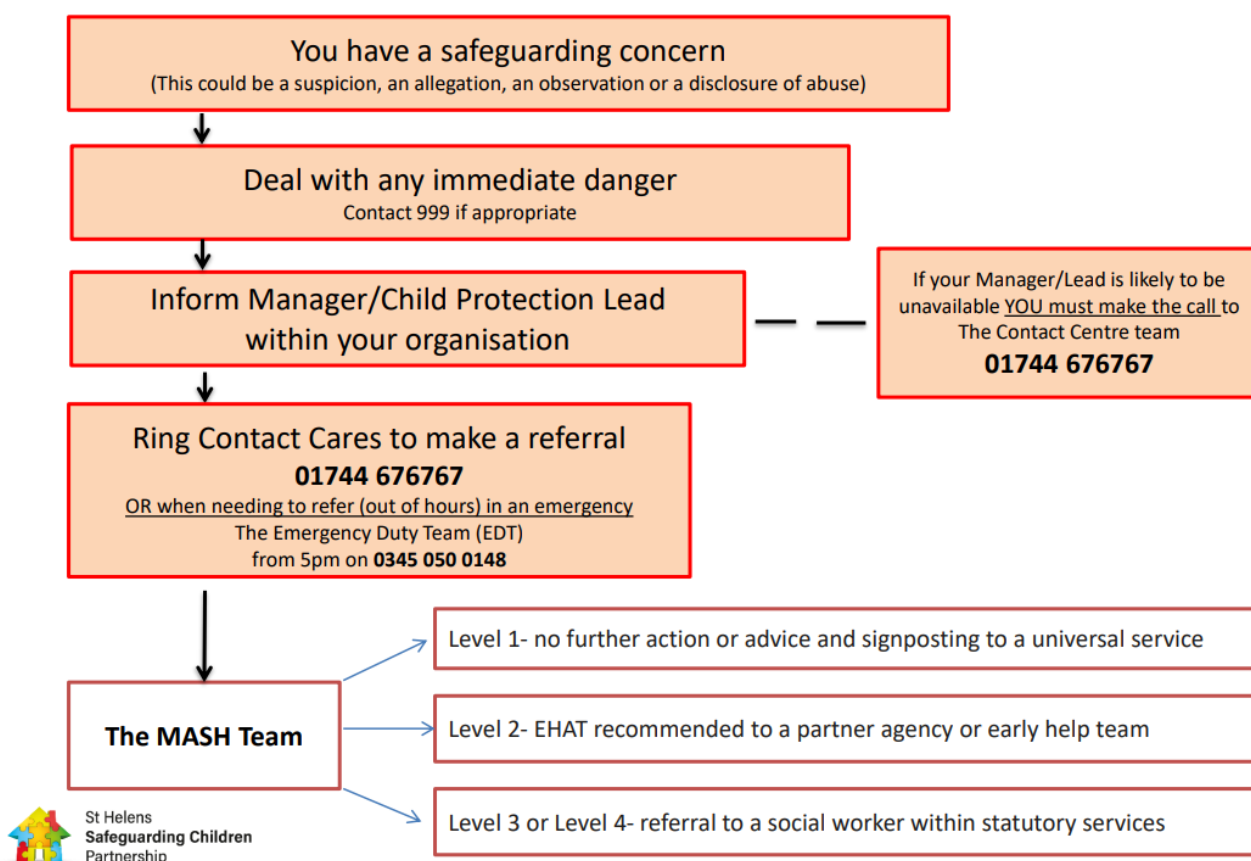 You have a safeguarding concern
(This could be a suspicion, an allegation, an observation or a disclosure of abuse)
Deal with any immediate danger
Contact 999 if appropriate
Inform Manager/Child Protection Lead
within your organisation
If your Manager/Lead is likely to be
unavailable YOU must make the call to
The Contact Centre team
01744 676767
Ring Contact Cares to make a referral
01744 676767
OR when needing to refer (out of hours) in an emergency
The Emergency Duty Team (EDT)
from 5pm on 0345 050 0148
The MASH Team
Level 1- no further action or advice and signposting to a universal service
Level 2- EHAT recommended to a partner agency or early help team
Level 3 or Level 4- referral to a social worker within statutory services
St Helens
Safeguarding Children
Partnership